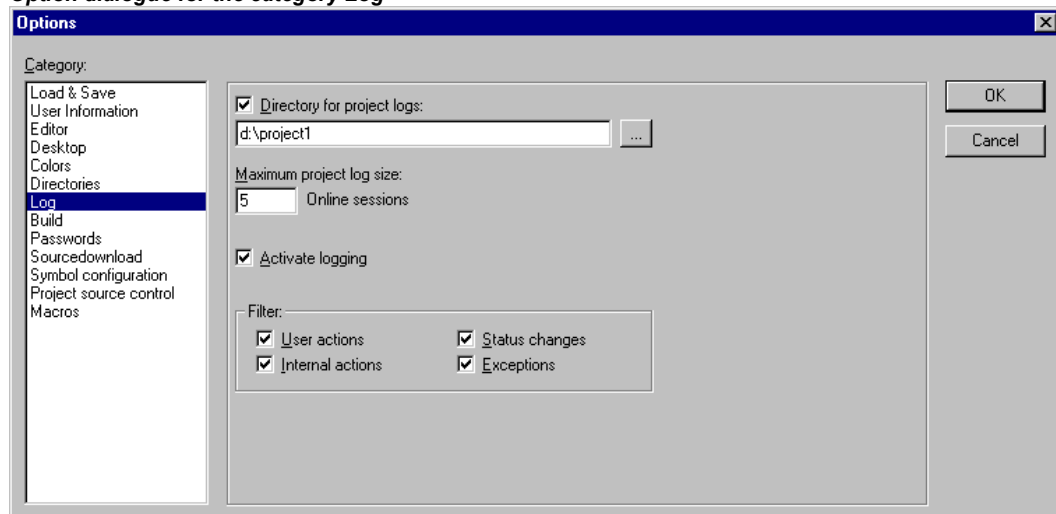 Option dialogue for the category Log
Options
Category:
Load & Save
User Information
Editor
Desktop
Colors
Directories
Log
Build
Passwords
Sourcedownload
Symbol configuration
Project source control
Macros
Directory for project logs:
d:\project1
...
Maximum project log size:
5 Online sessions
Activate logging
Filter:
User actions Status changes
Internal actions Exceptions
OK
Cancel